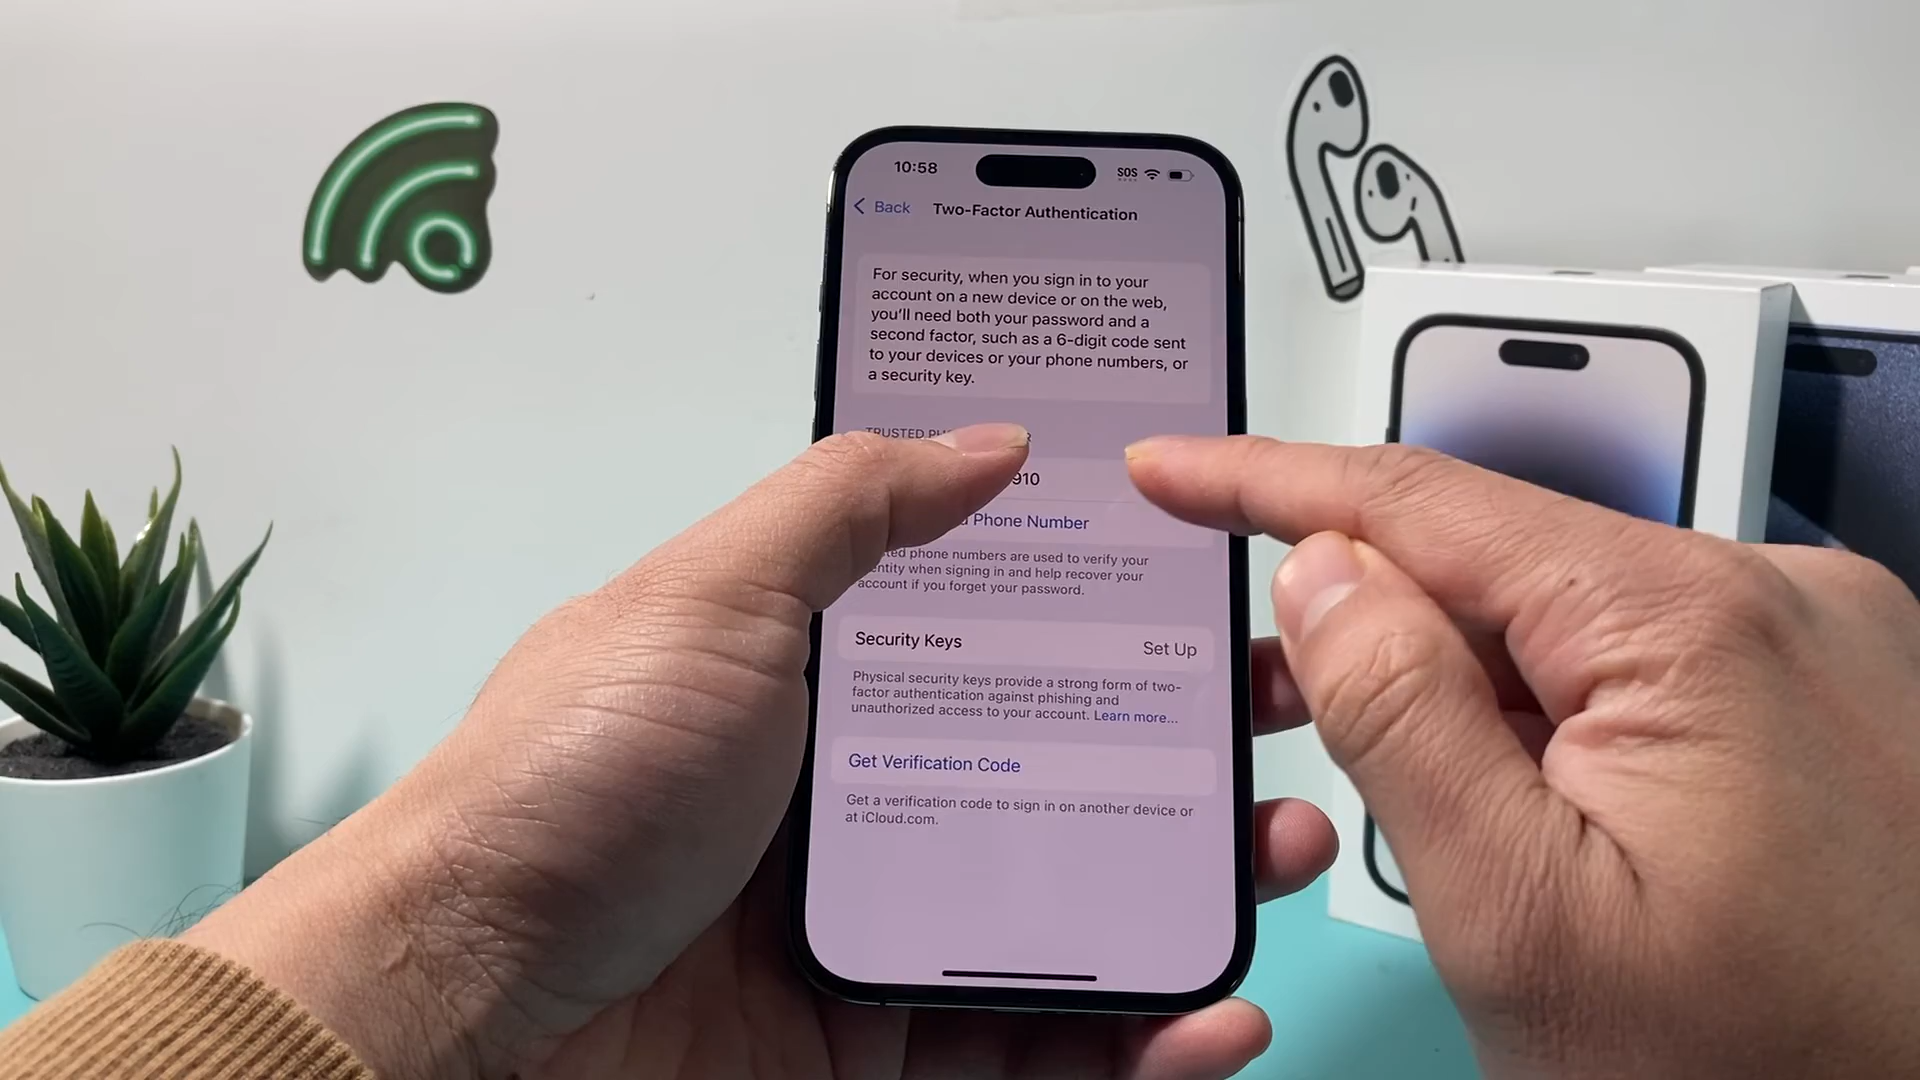 10:58
SOS
Back
Two-Factor Authentication
For security, when you sign in to your
account on a new device or on the web,
you'll need both your password and a
second factor, such as a 6-digit code sent
to your devices or your phone numbers, or
a security key.
TRUSTED
910
Phone Number
phone numbers are used to verify your
when signing in and help recover your
account if you forget your password.
Security Keys
Set Up
Physical security keys provide a strong form of two-
factor authentication against phishing and
unauthorized access to your account. Learn more...
Get Verification Code
Get a verification code to sign in on another device or
at iCloud.com.